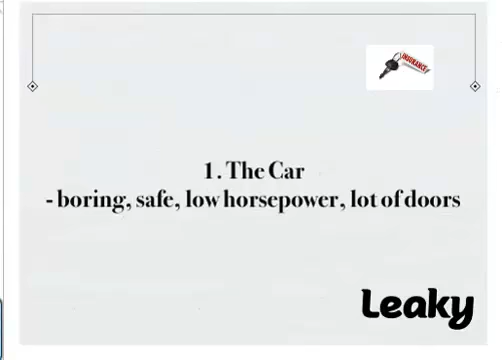 INSURANCE
1. The Car
- boring, safe, low horsepower, lot of doors
Leaky